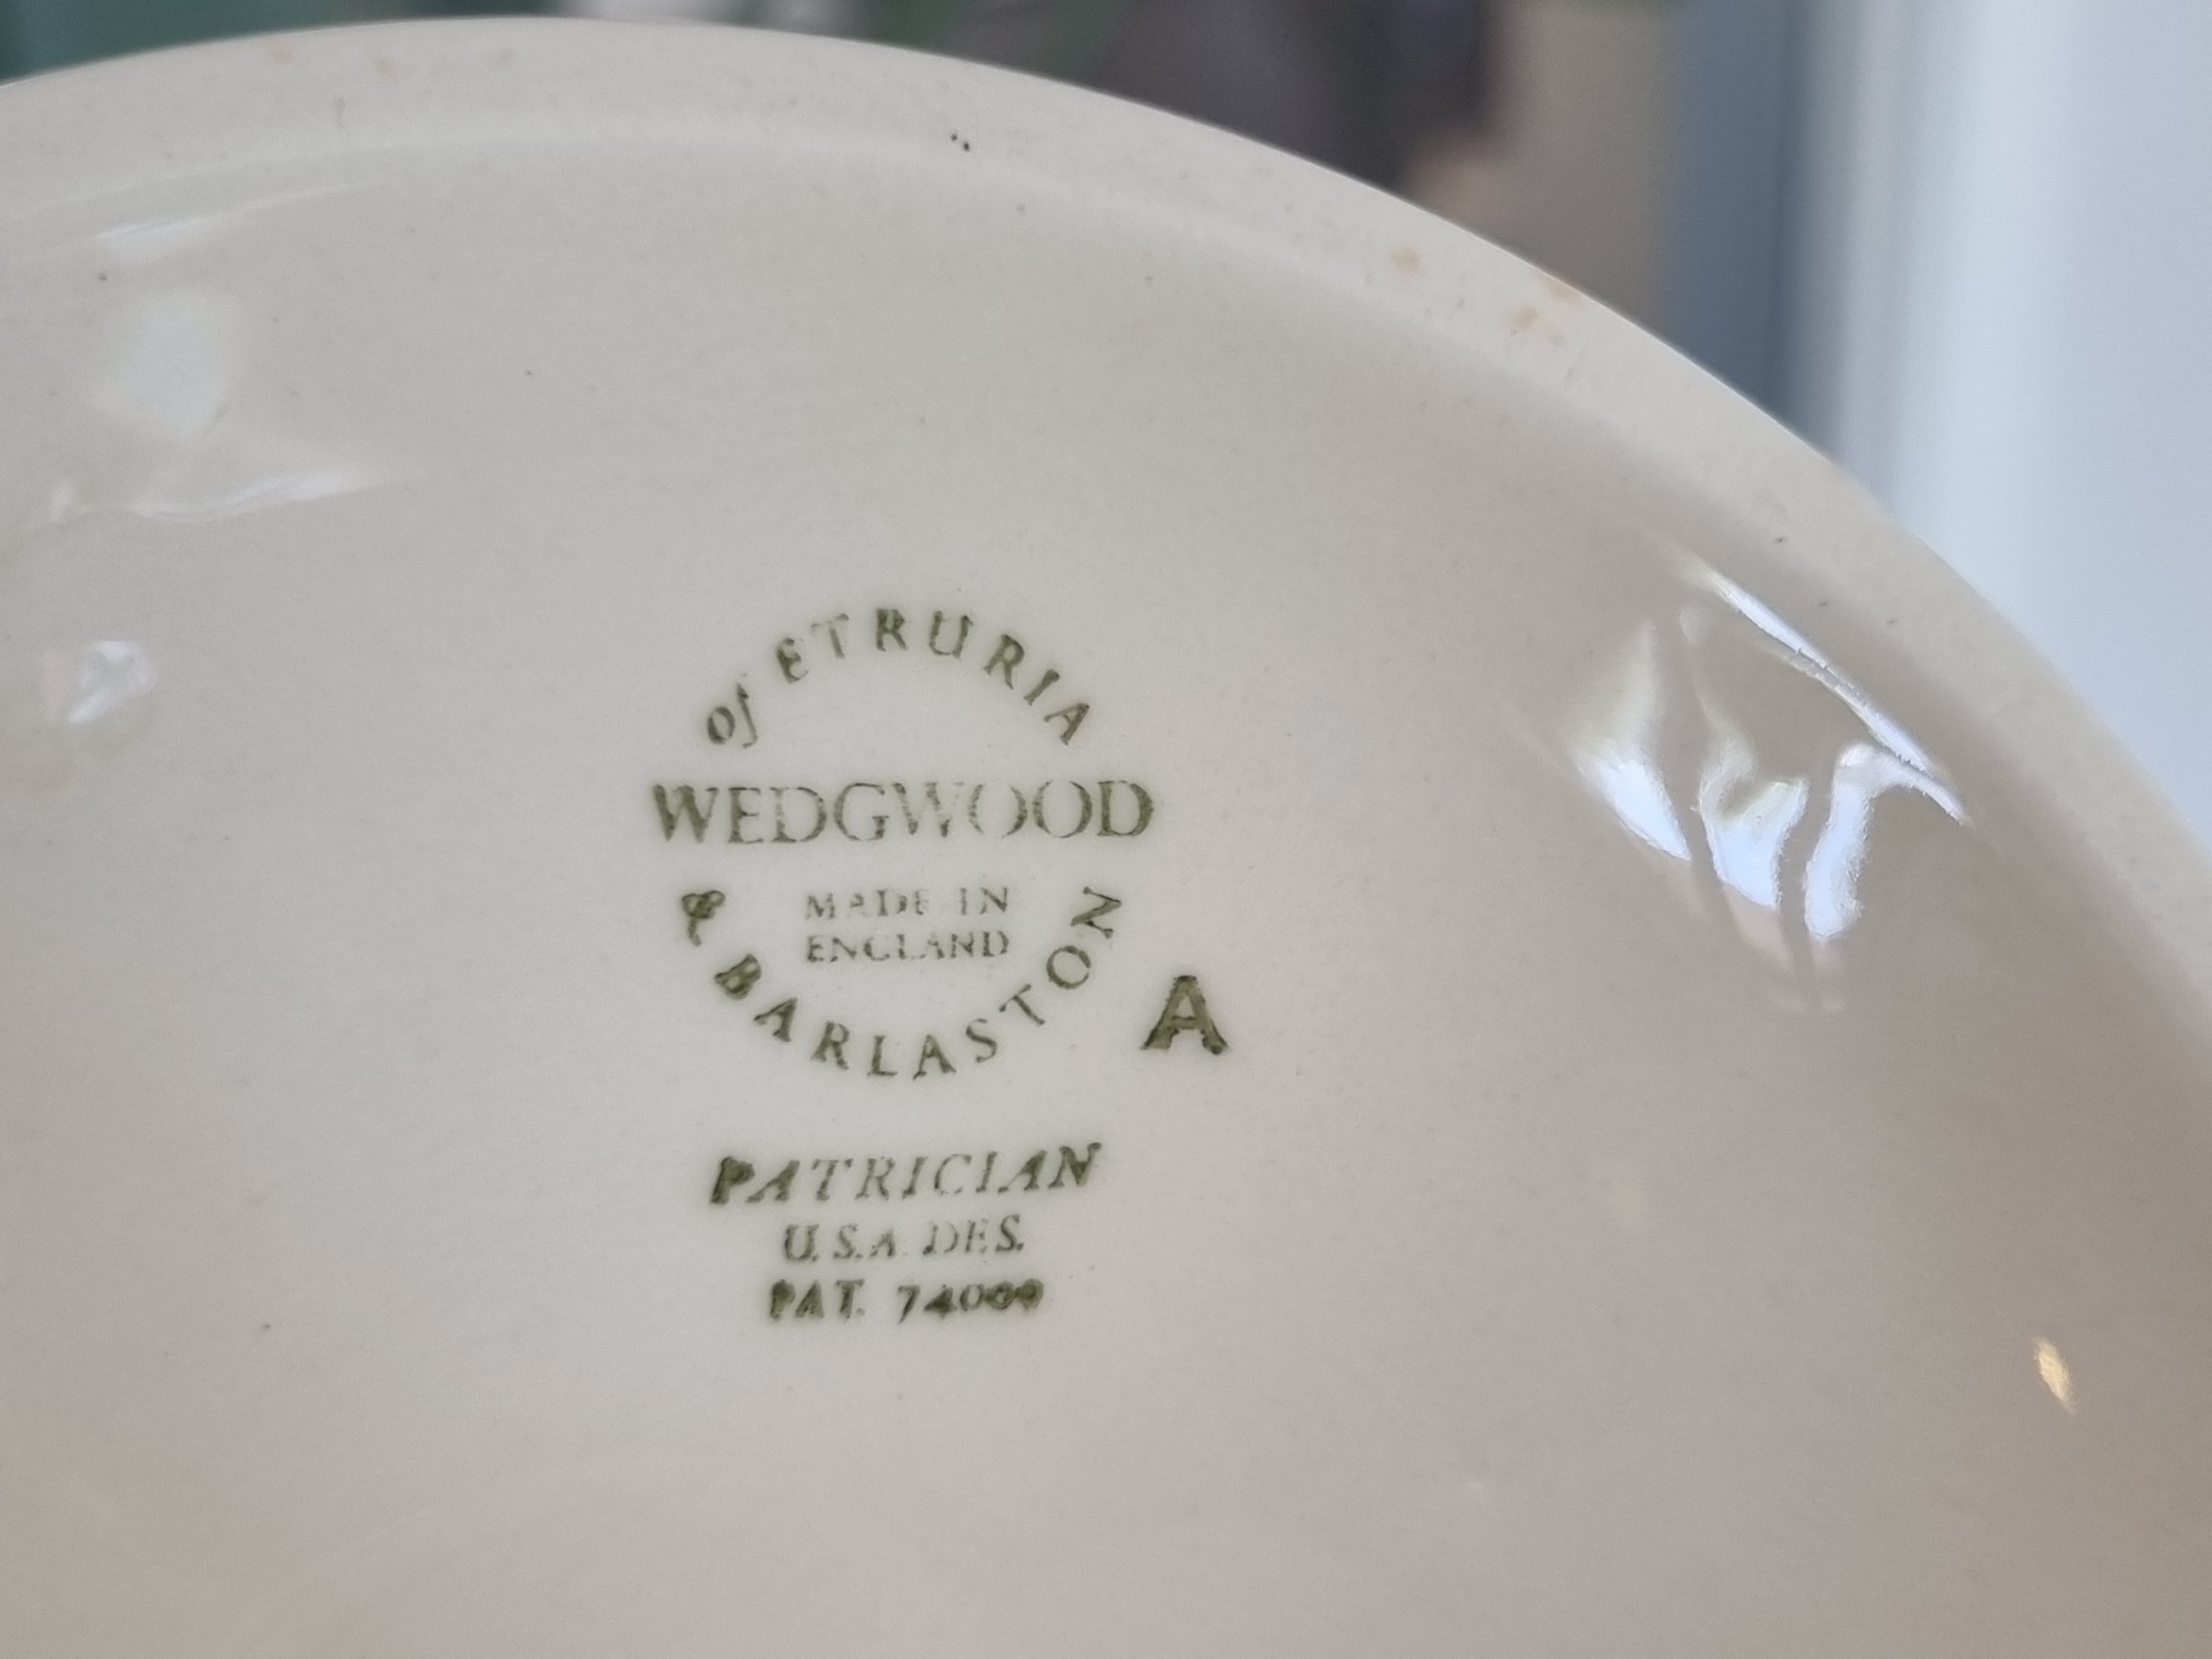 of ETRURIA
WEDGWOOD
MADE IN
ENGLAND
& BARLASTON
A
PATRICIAN
U.S.A. DES.
PAT. 74009